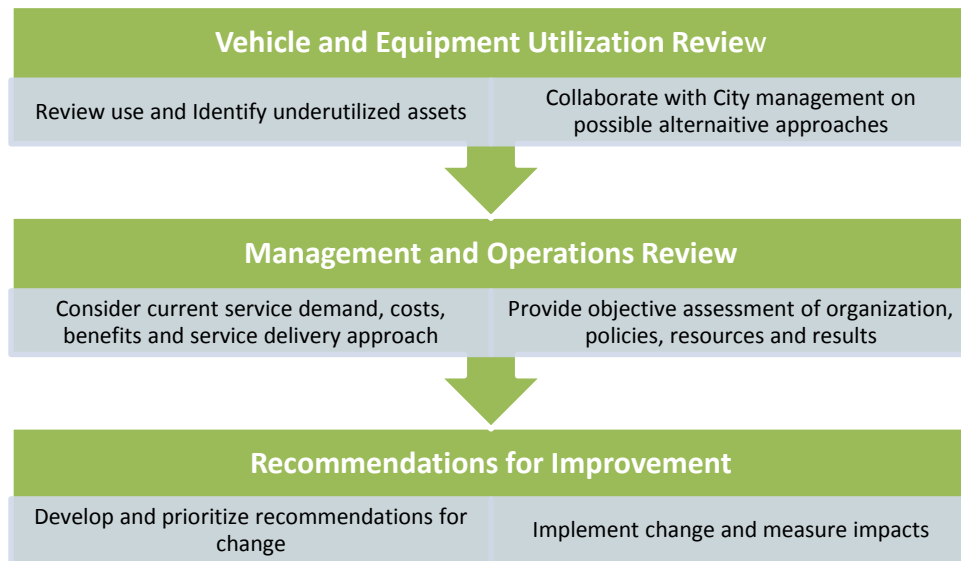 Vehicle and Equipment Utilization Review
Review use and Identify underutilized assets
Collaborate with City management on
possible alternaitive approaches
Management and Operations Review
Consider current service demand, costs,
benefits and service delivery approach
Provide objective assessment of organization,
policies, resources and results
Recommendations for Improvement
Develop and prioritize recommendations for
change
Implement change and measure impacts